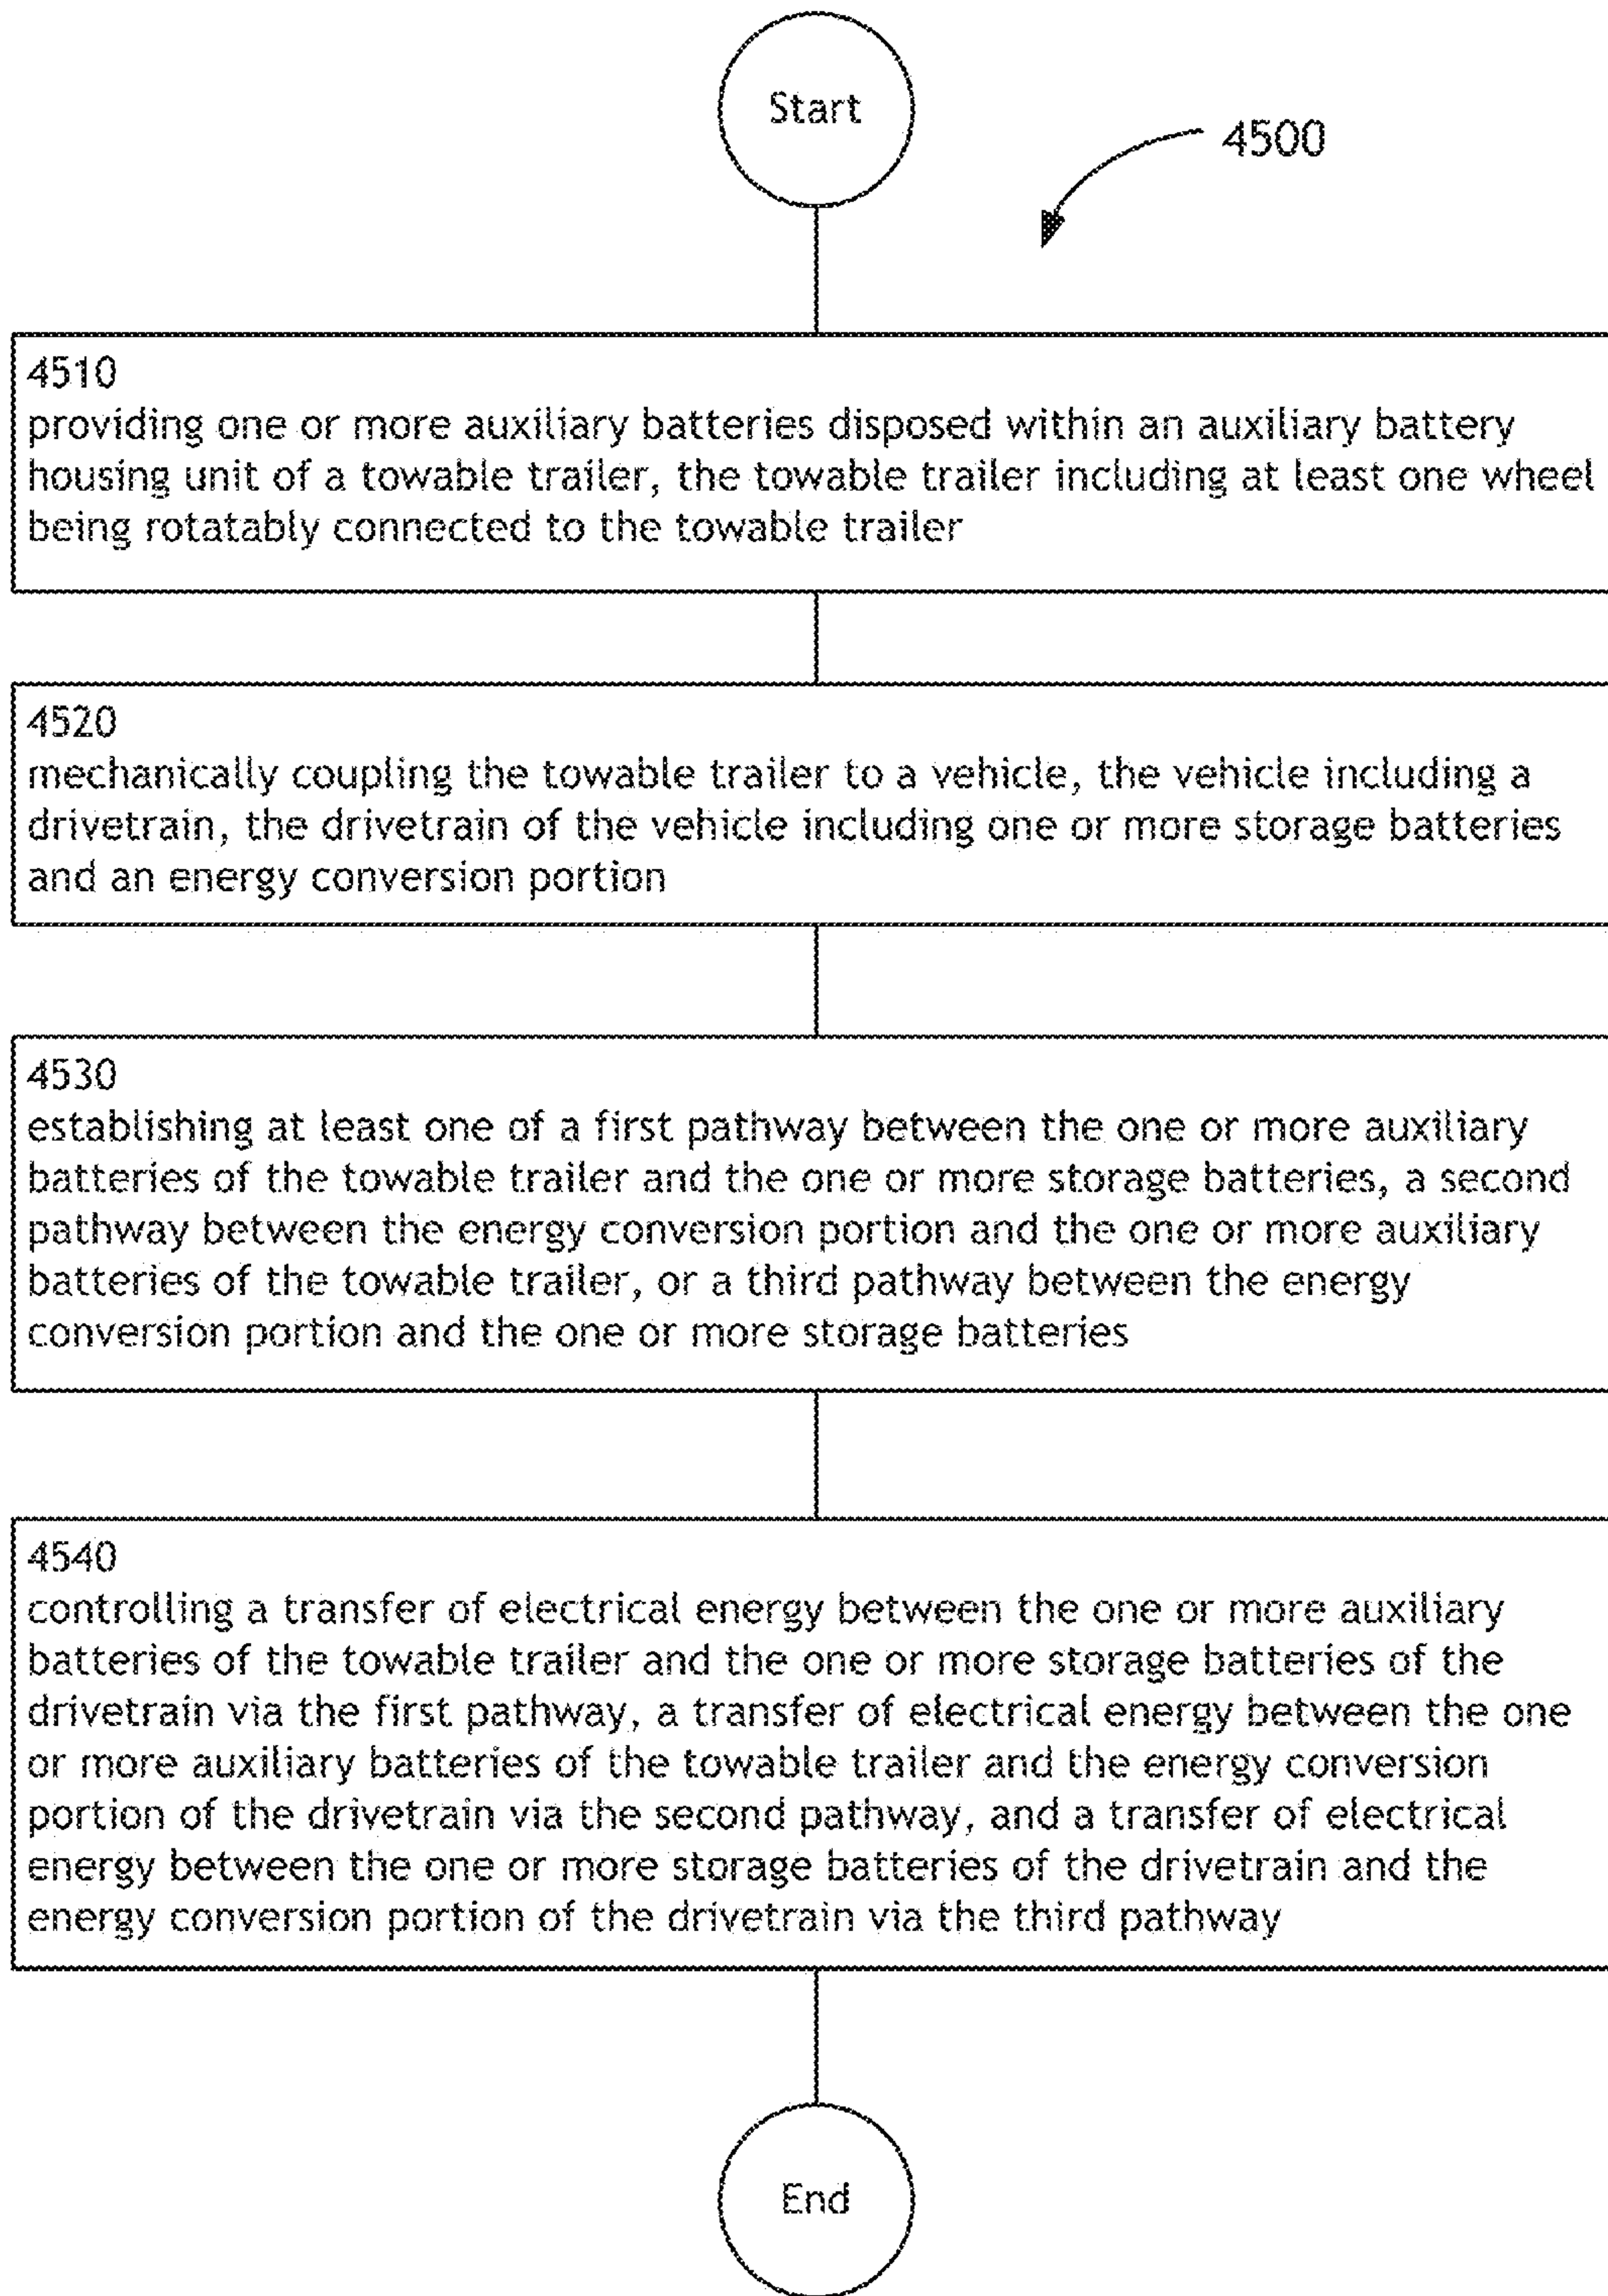 Start
4500
4510
providing one or more auxiliary batteries disposed within an auxiliary battery
housing unit of a towable trailer, the towable trailer including at least one wheel
being rotatably connected to the towable trailer
4520
mechanically coupling the towable trailer to a vehicle, the vehicle including a
drivetrain, the drivetrain of the vehicle including one or more storage batteries
and an energy conversion portion
4530
establishing at least one of a first pathway between the one or more auxiliary
batteries of the towable trailer and the one or more storage batteries, a second
pathway between the energy conversion portion and the one or more auxiliary
batteries of the towable trailer, or a third pathway between the energy
conversion portion and the one or more storage batteries
4540
controlling a transfer of electrical energy between the one or more auxiliary
batteries of the towable trailer and the one or more storage batteries of the
drivetrain via the first pathway, a transfer of electrical energy between the one
or more auxiliary batteries of the towable trailer and the energy conversion
portion of the drivetrain via the second pathway, and a transfer of electrical
energy between the one or more storage batteries of the drivetrain and the
energy conversion portion of the drivetrain via the third pathway
End